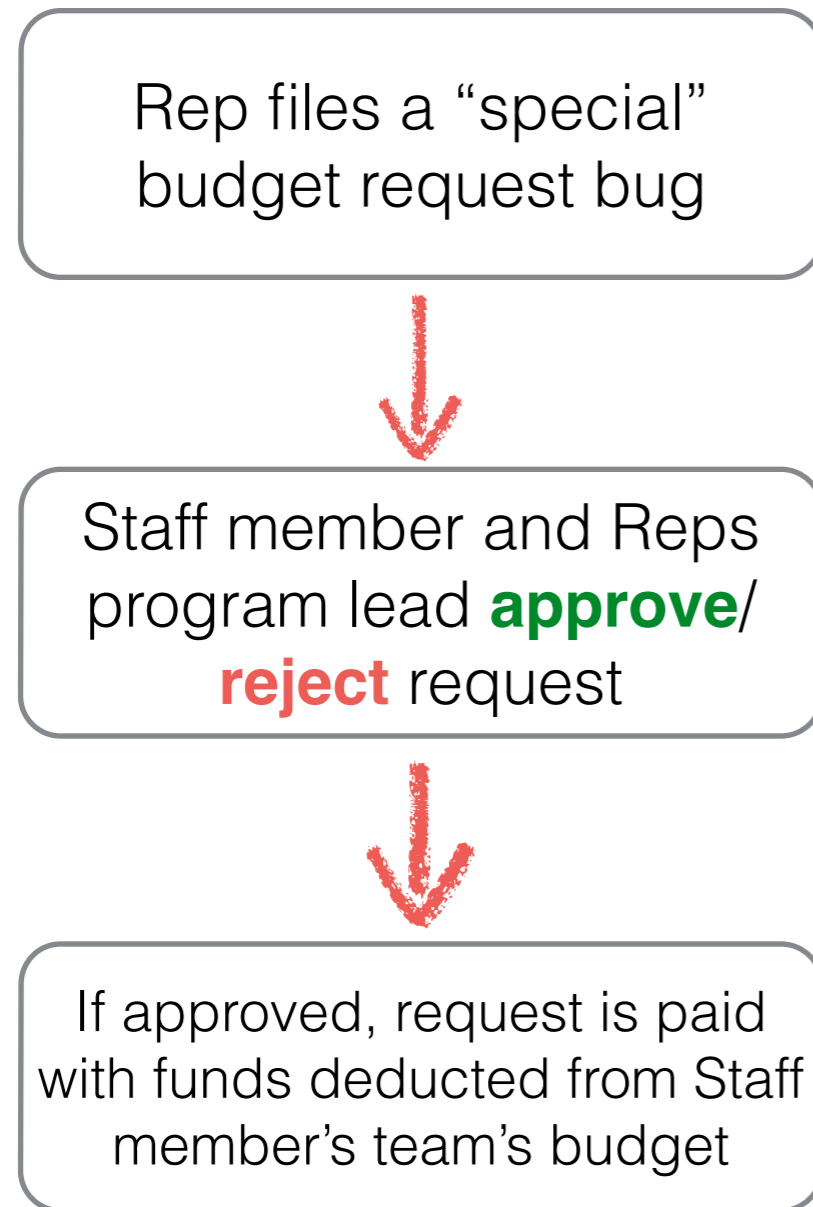 Rep files a “special”
budget request bug
Staff member and Reps
program lead approve/
reject request
If approved, request is paid
with funds deducted from Staff
member’s team’s budget